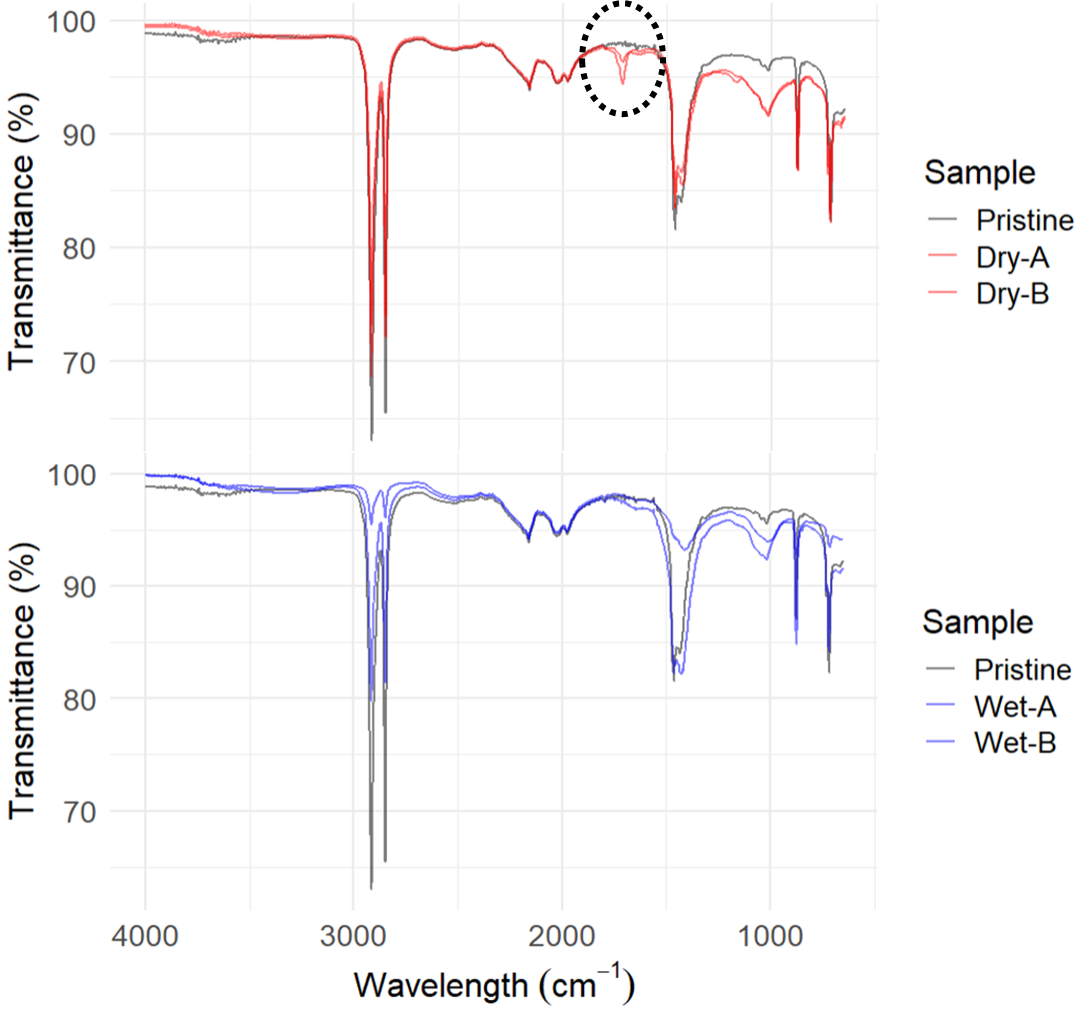 100
90
80
70
Transmittance (%)
Sample
Pristine
Dry-A
Dry-B
100
90
80
70
Transmittance (%)
Sample
Pristine
Wet-A
Wet-B
4000 3000 2000 1000
Wavelength (cm⁻¹)